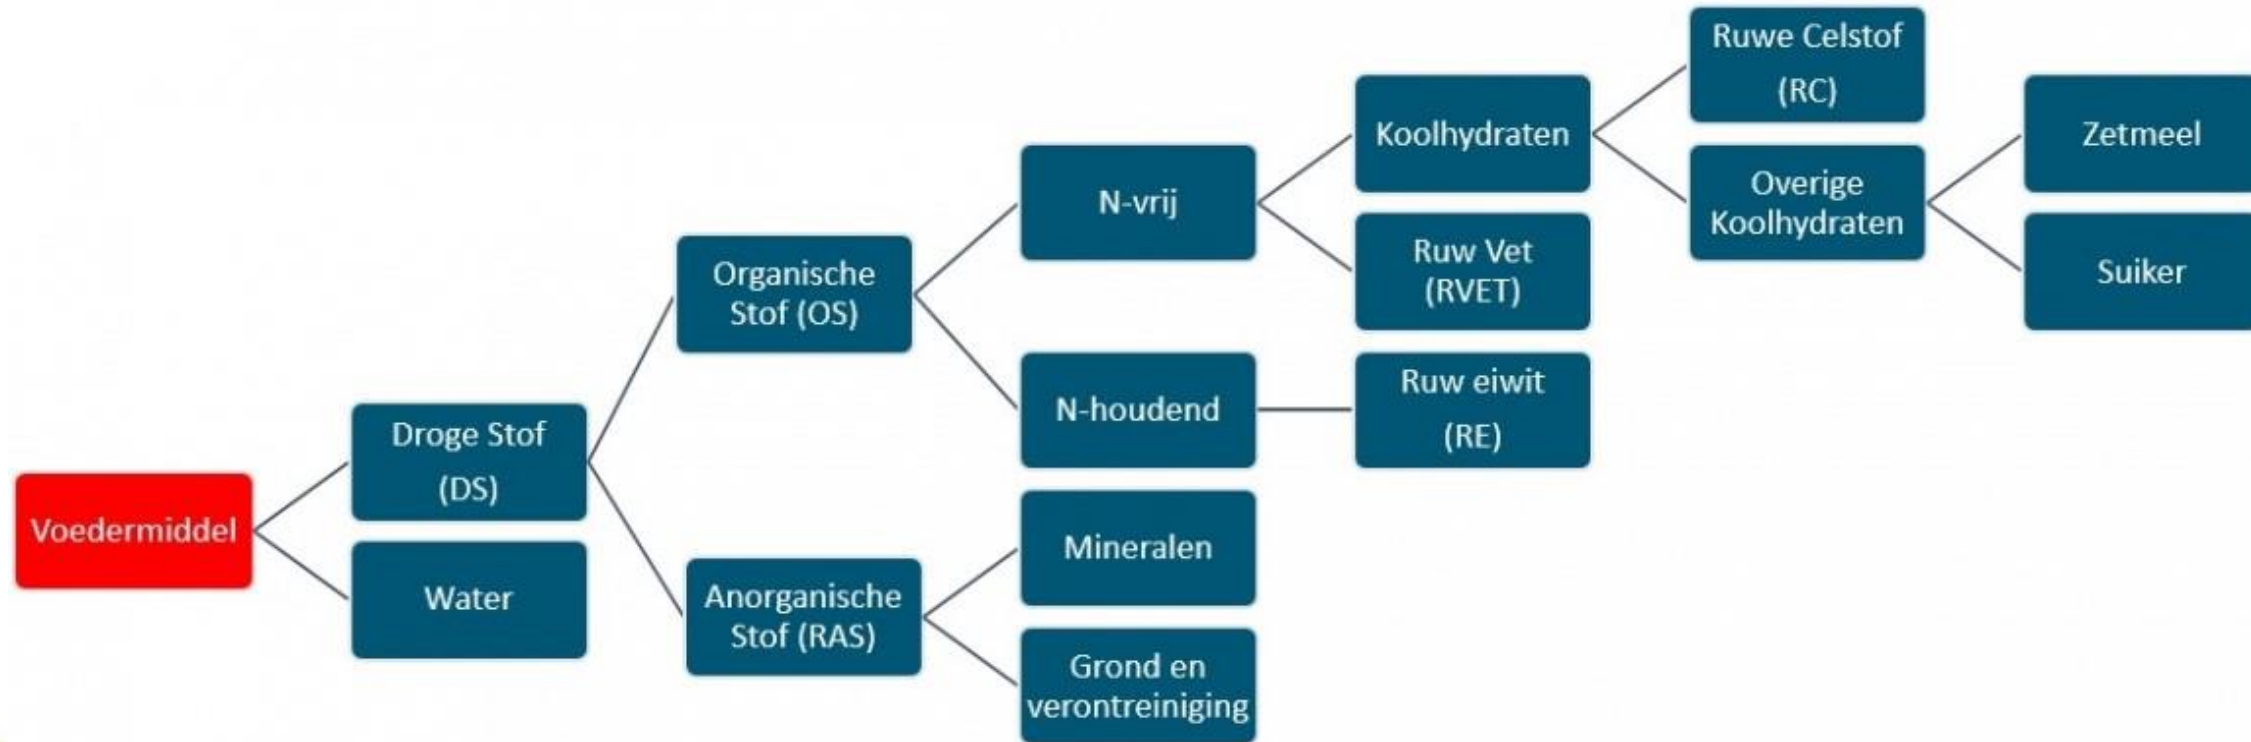 Voedermiddel
Droge Stof
(DS)
Water
Organische
Stof (OS)
Anorganische
Stof (RAS)
N-vrij
N-houdend
Mineralen
Grond en
verontreiniging
Koolhydraten
Ruw Vet
(RVET)
Ruw eiwit
(RE)
Ruwe Celstof
(RC)
Overige
Koolhydraten
Zetmeel
Suiker